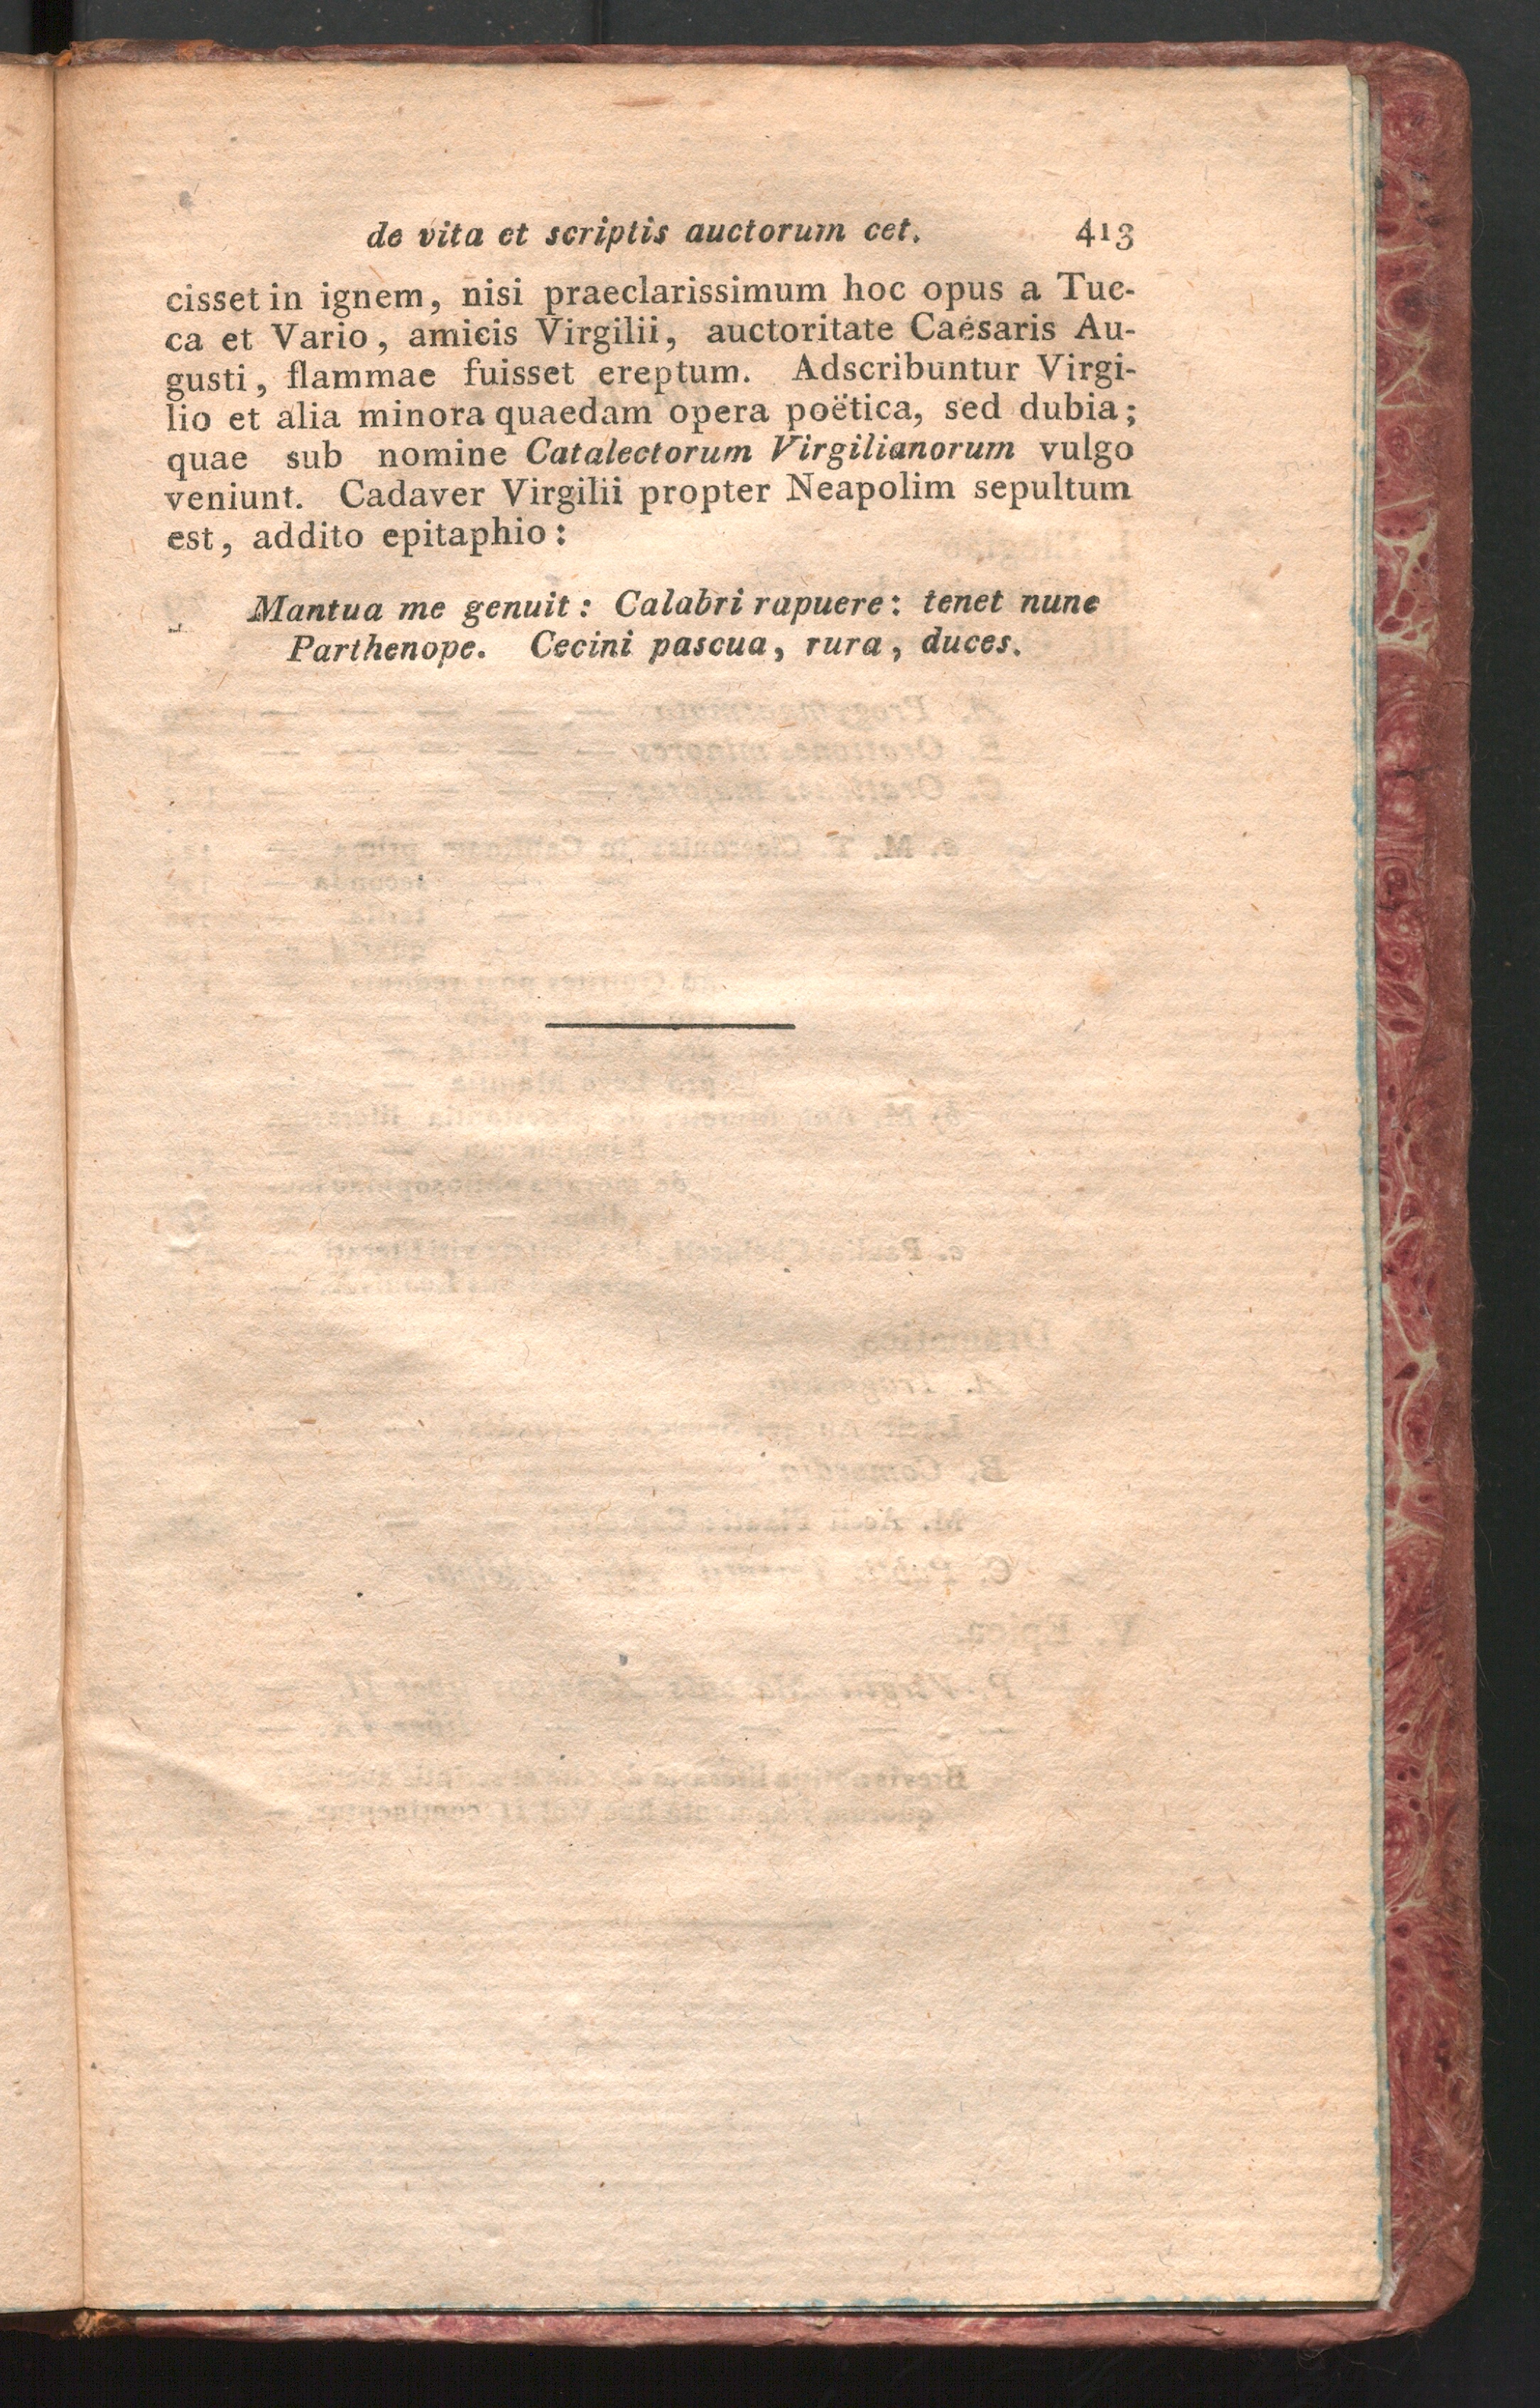 de vita et scriptis auctorum cet. 413
cisset in ignem, nisi praeclarissimum hoc opus a Tuc-
ca et Vario, amicis Virgilii, auctoritate Caesaris Au-
gusti, flammae fuisset ereptum. Adscribuntur Virgi-
lio et alia minora quaedam opera poëtica, sed dubia;
quae sub nomine Catalectorum Virgilianorum vulgo
veniunt. Cadaver Virgilii propter Neapolim sepultum
est, addito epitaphio:
Mantua me genuit: Calabri rapuere: tenet nunc
Parthenope. Cecini pascua, rura, duces.